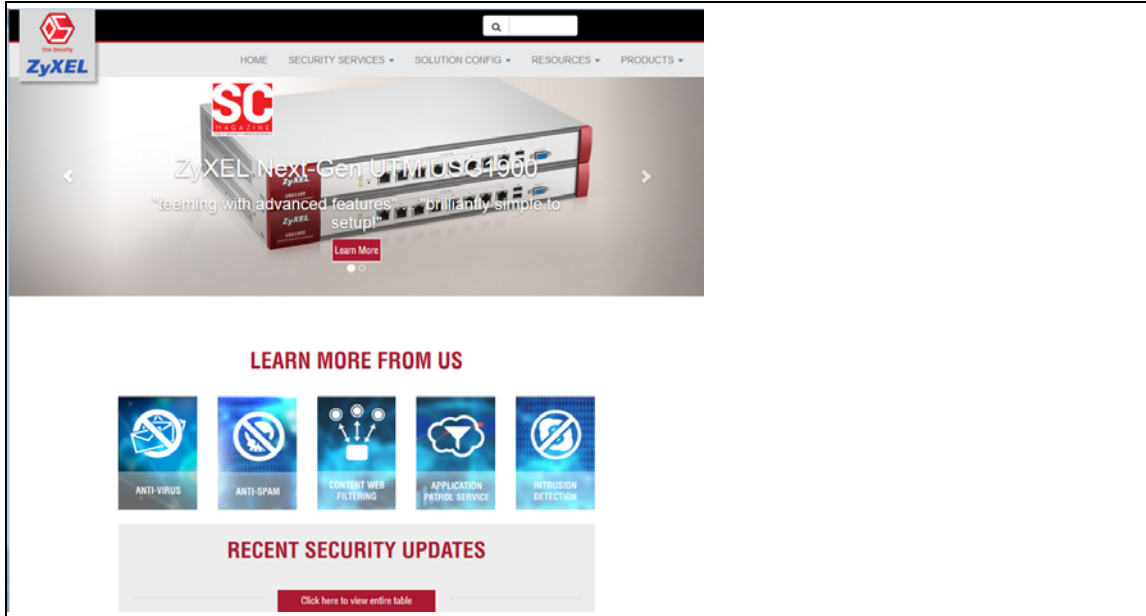 One Security
ZyXEL
HOME SECURITY SERVICES SOLUTION CONFIG RESOURCES PRODUCTS
SC
MAGAZINE
ZyXEL Next-Gen UTM USG1900
ZyXEL
"teeming with advanced features" ... "brilliantly simple to
setup!"
ZyXEL
Learn More
LEARN MORE FROM US
ANTI-VIRUS
ANTI-SPAM
CONTENT WEB
FILTERING
APPLICATION
PATROL SERVICE
INTRUSION
DETECTION
RECENT SECURITY UPDATES
Click here to view entire table